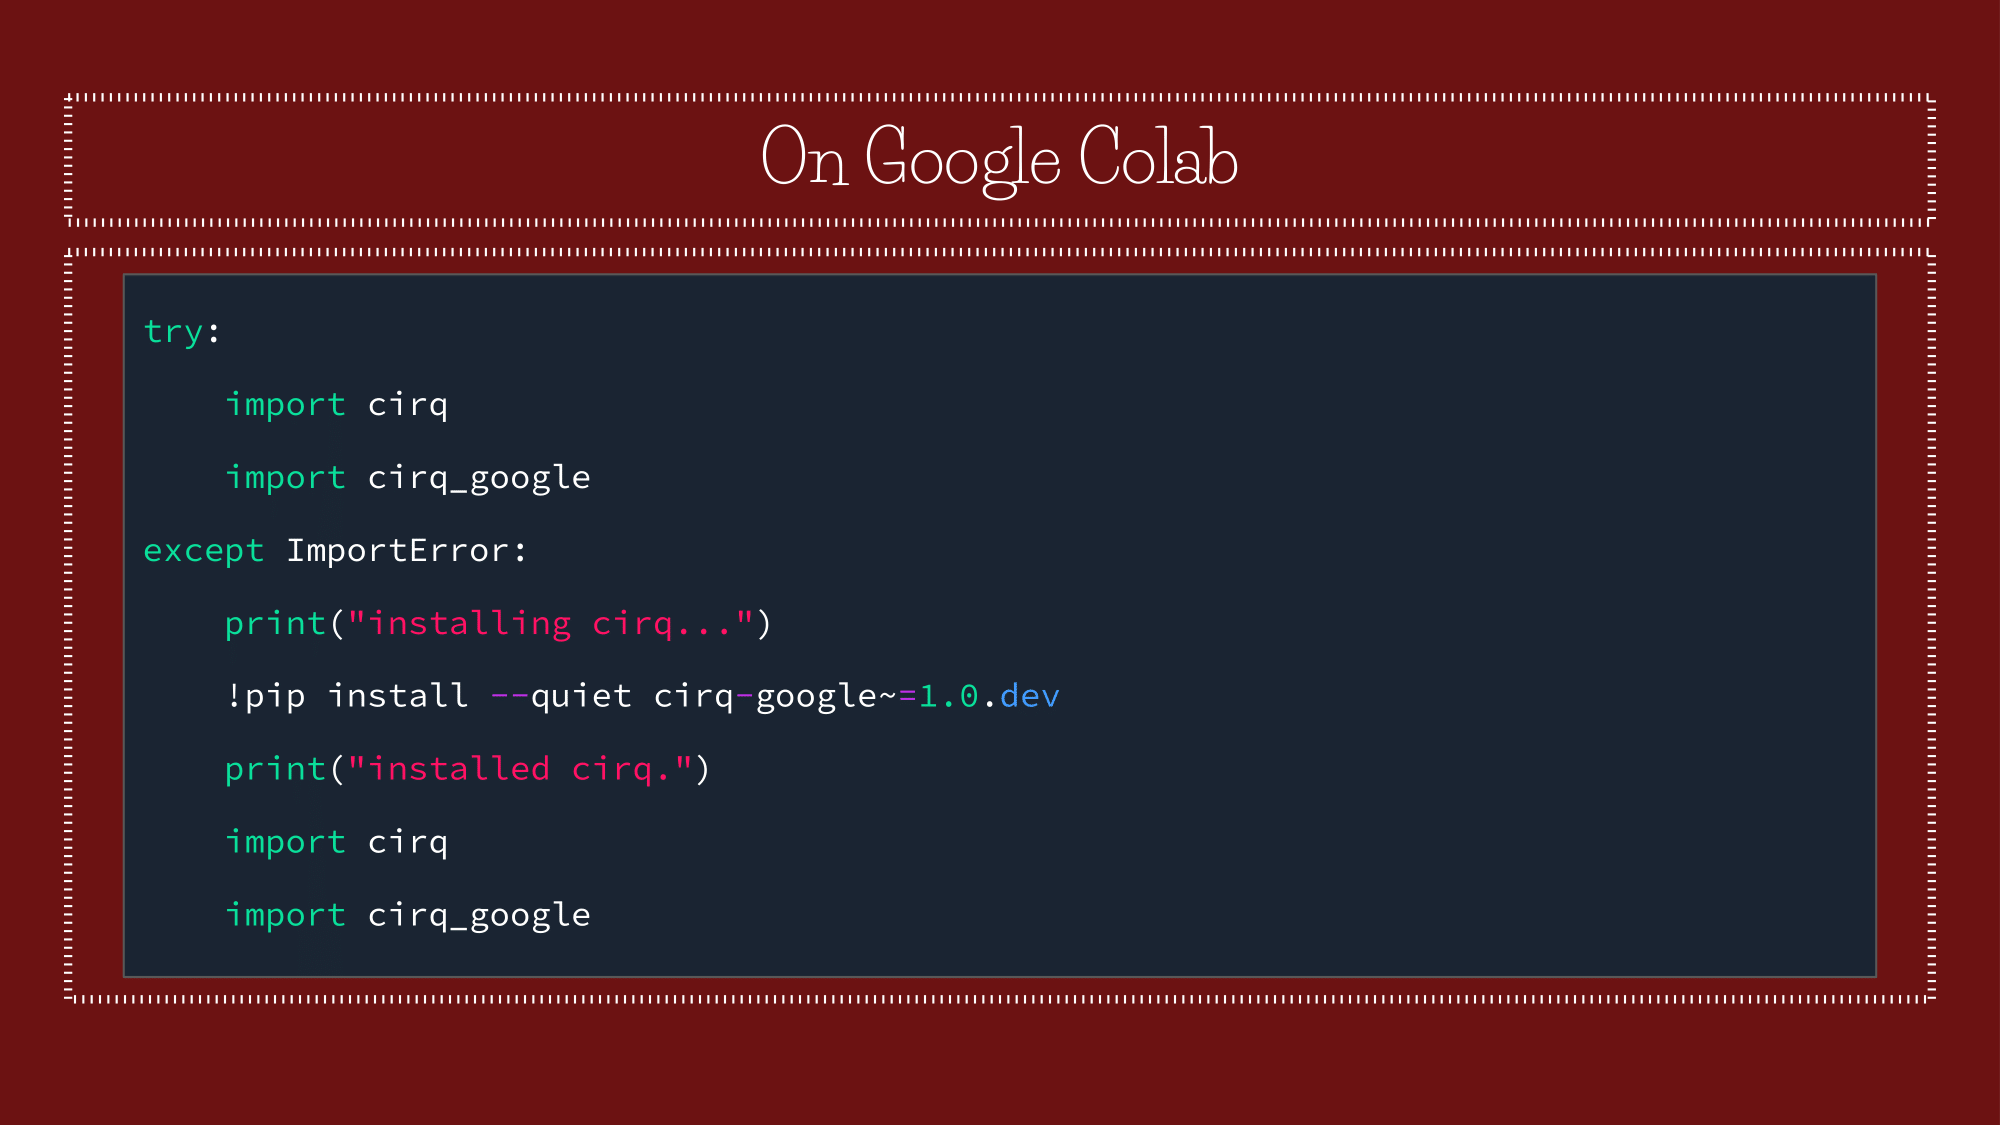 On Google Colab
try:
    import cirq
    import cirq_google
except ImportError:
    print("installing cirq...")
    !pip install --quiet cirq-google~=1.0.dev
    print("installed cirq.")
    import cirq
    import cirq_google